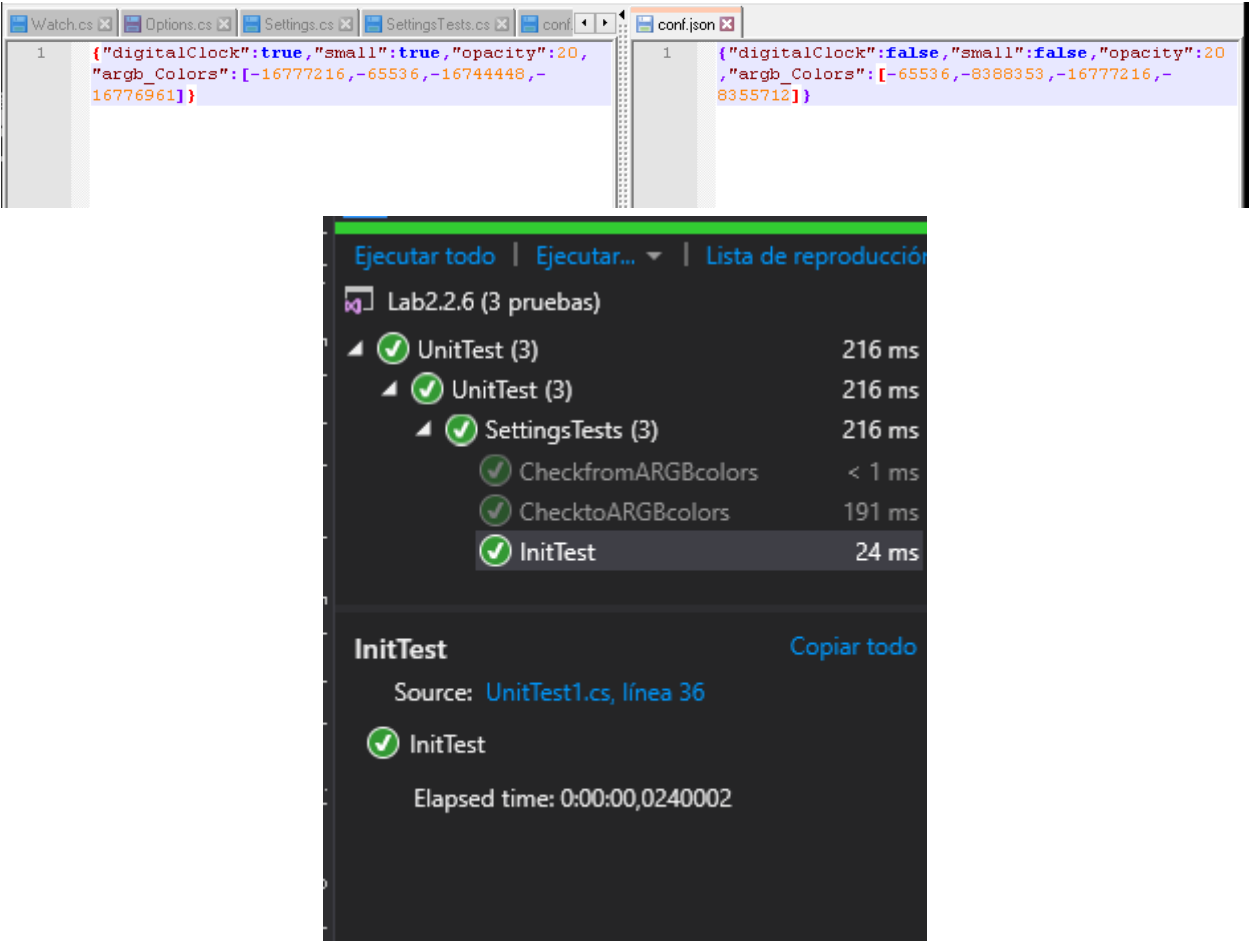 Watch.cs Options.cs Settings.cs SettingsTests.cs conf.
1 {"digitalClock":true,"small":true,"opacity":20,
"argb_Colors":[-16777216,-65536,-16744448,-
16776961]}
conf.json
1 {"digitalClock":false,"small":false,"opacity":20
,"argb_Colors":[-65536,-8388353,-16777216,-
8355712]}
Ejecutar todo | Ejecutar... | Lista de reproducción
Lab2.2.6 (3 pruebas)
UnitTest (3) 216 ms
UnitTest (3) 216 ms
SettingsTests (3) 216 ms
CheckfromARGBcolors < 1 ms
ChecktoARGBcolors 191 ms
InitTest 24 ms
InitTest Copiar todo
Source: UnitTest1.cs, línea 36
InitTest
Elapsed time: 0:00:00,0240002